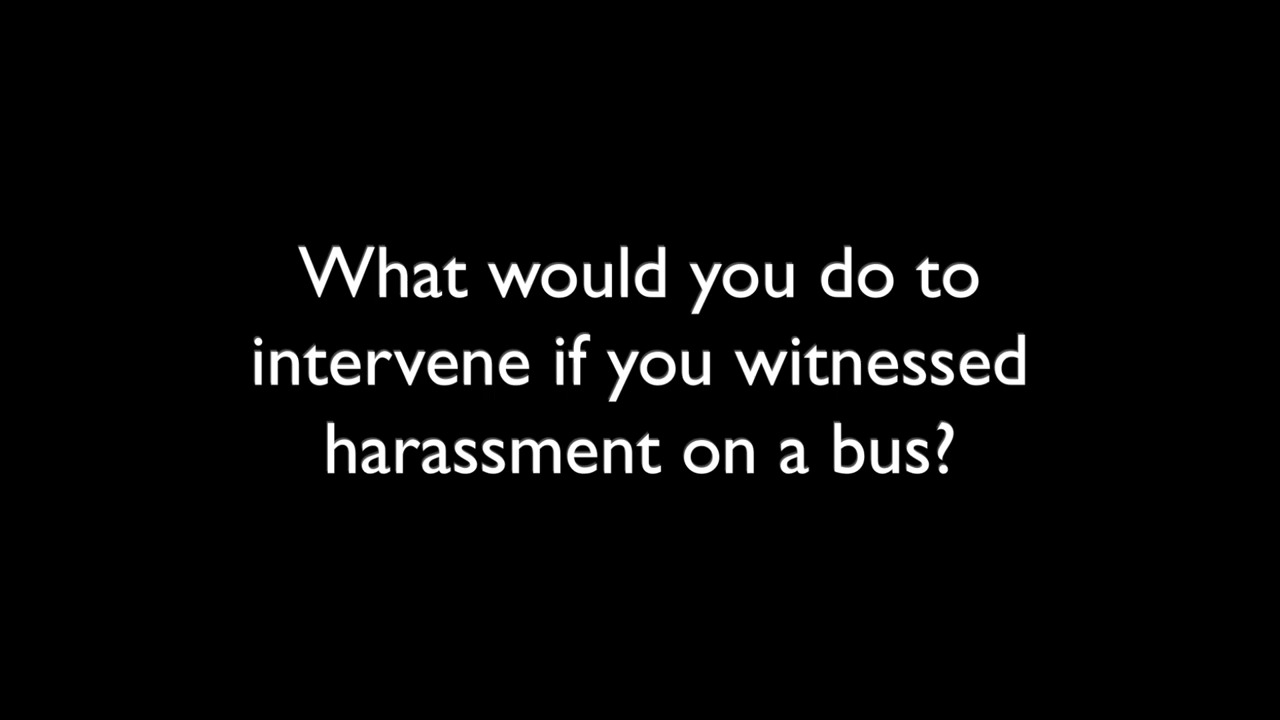 What would you do to
intervene if you witnessed
harassment on a bus?